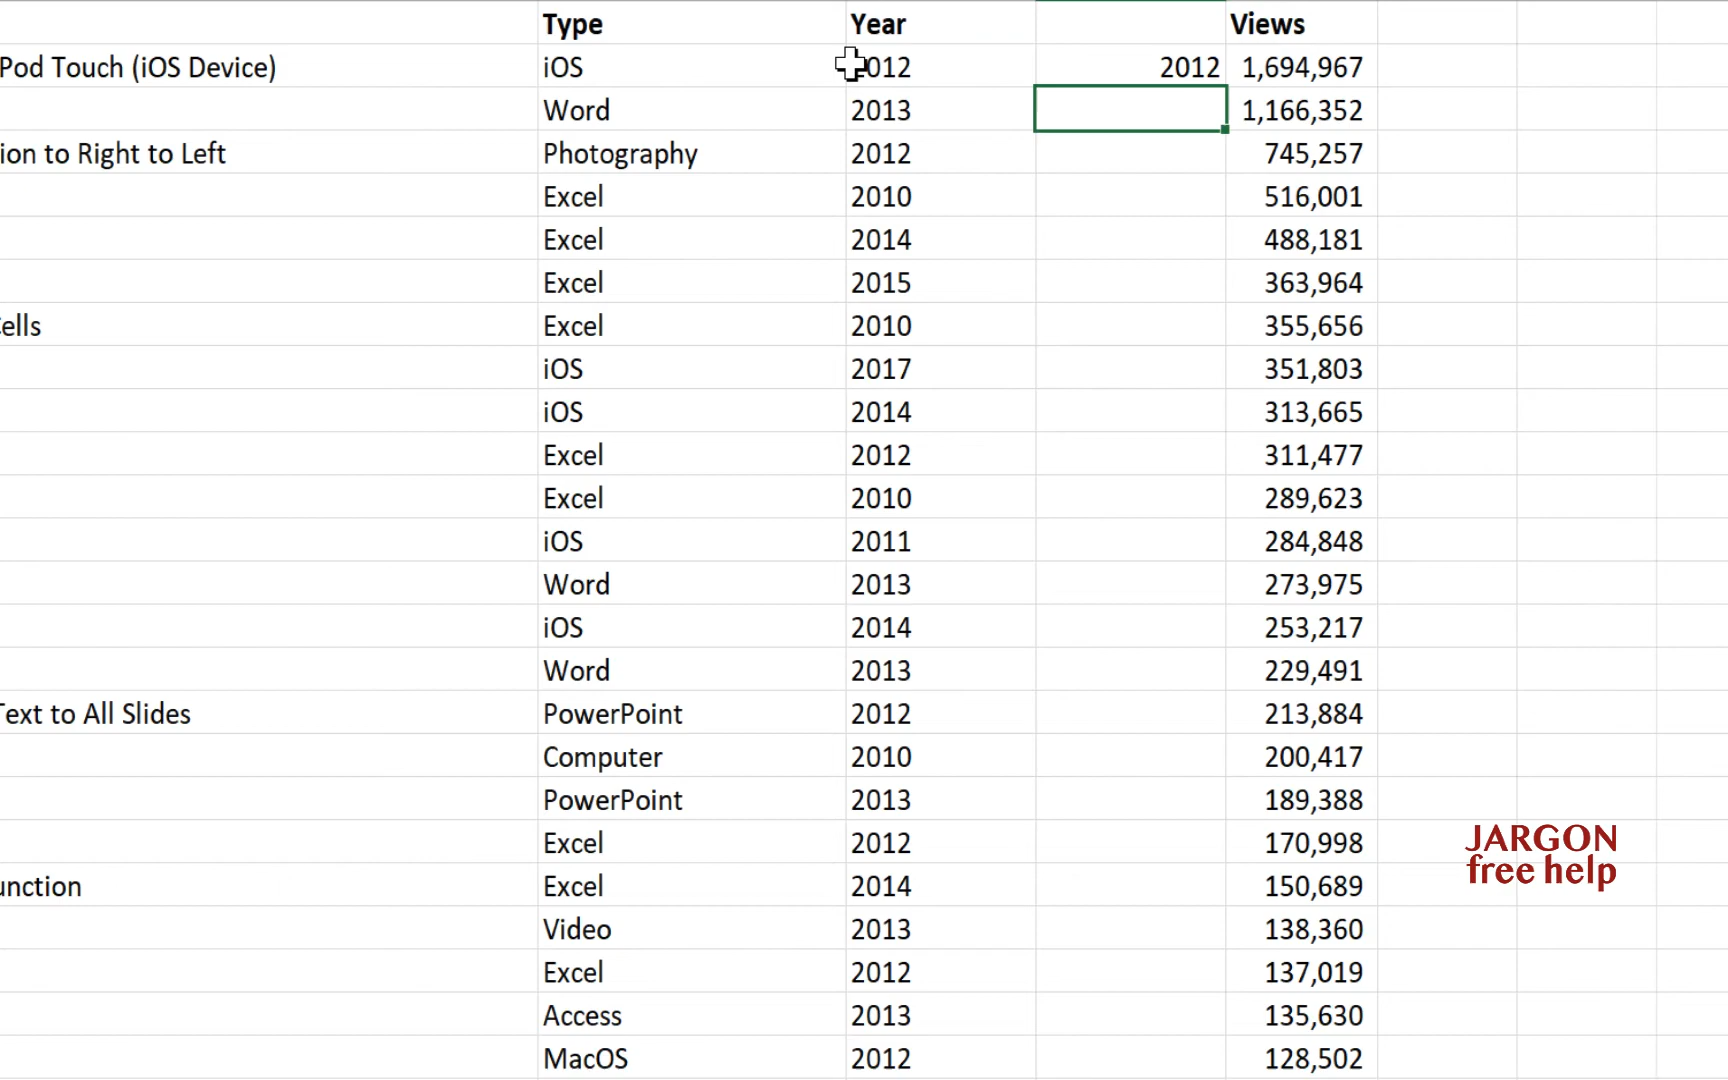 Type Year Views
Pod Touch (iOS Device) iOS 2012 2012 1,694,967
Word 2013 1,166,352
ion to Right to Left Photography 2012 745,257
Excel 2010 516,001
Excel 2014 488,181
Excel 2015 363,964
ells Excel 2010 355,656
iOS 2017 351,803
iOS 2014 313,665
Excel 2012 311,477
Excel 2010 289,623
iOS 2011 284,848
Word 2013 273,975
iOS 2014 253,217
Word 2013 229,491
Text to All Slides PowerPoint 2012 213,884
Computer 2010 200,417
PowerPoint 2013 189,388
Excel 2012 170,998
unction Excel 2014 150,689
Video 2013 138,360
Excel 2012 137,019
Access 2013 135,630
MacOS 2012 128,502
JARGON
free help